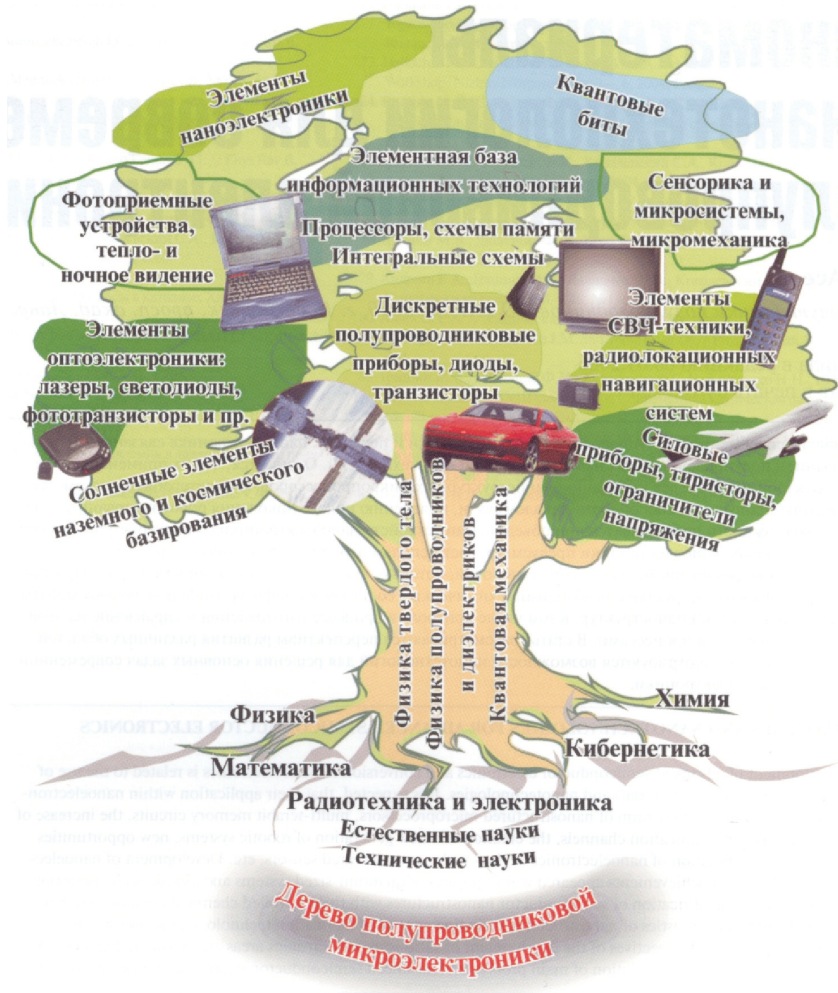 Элементы
наноэлектроники
Квантовые
биты
Элементная база
информационных технологий
Фотоприемные
устройства,
тепло- и
ночное видение
Процессоры, схемы памяти
Интегральные схемы
Сенсорика и
микросистемы,
микромеханика
Дискретные
полупроводниковые
приборы, диоды,
транзисторы
Элементы
СВЧ-техники,
радиолокационных
навигационных
систем
Элементы
оптоэлектроники:
лазеры, светодиоды,
фототранзисторы и пр.
Солнечные элементы
наземного и космического
базирования
Силовые
приборы, тиристоры,
ограничители
напряжения
Физика твердого тела
Физика полупроводников
и диэлектриков
Квантовая механика
Физика
Математика
Химия
Кибернетика
Радиотехника и электроника
Естественные науки
Технические науки
Дерево полупроводниковой
микроэлектроники